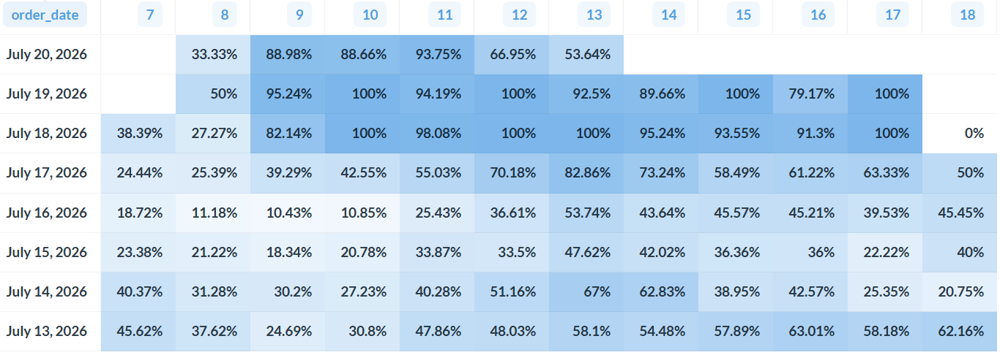 order_date 7 8 9 10 11 12 13 14 15 16 17 18
July 20, 2026 33.33% 88.98% 88.66% 93.75% 66.95% 53.64%
July 19, 2026 50% 95.24% 100% 94.19% 100% 92.5% 89.66% 100% 79.17% 100%
July 18, 2026 38.39% 27.27% 82.14% 100% 98.08% 100% 100% 95.24% 93.55% 91.3% 100% 0%
July 17, 2026 24.44% 25.39% 39.29% 42.55% 55.03% 70.18% 82.86% 73.24% 58.49% 61.22% 63.33% 50%
July 16, 2026 18.72% 11.18% 10.43% 10.85% 25.43% 36.61% 53.74% 43.64% 45.57% 45.21% 39.53% 45.45%
July 15, 2026 23.38% 21.22% 18.34% 20.78% 33.87% 33.5% 47.62% 42.02% 36.36% 36% 22.22% 40%
July 14, 2026 40.37% 31.28% 30.2% 27.23% 40.28% 51.16% 67% 62.83% 38.95% 42.57% 25.35% 20.75%
July 13, 2026 45.62% 37.62% 24.69% 30.8% 47.86% 48.03% 58.1% 54.48% 57.89% 63.01% 58.18% 62.16%